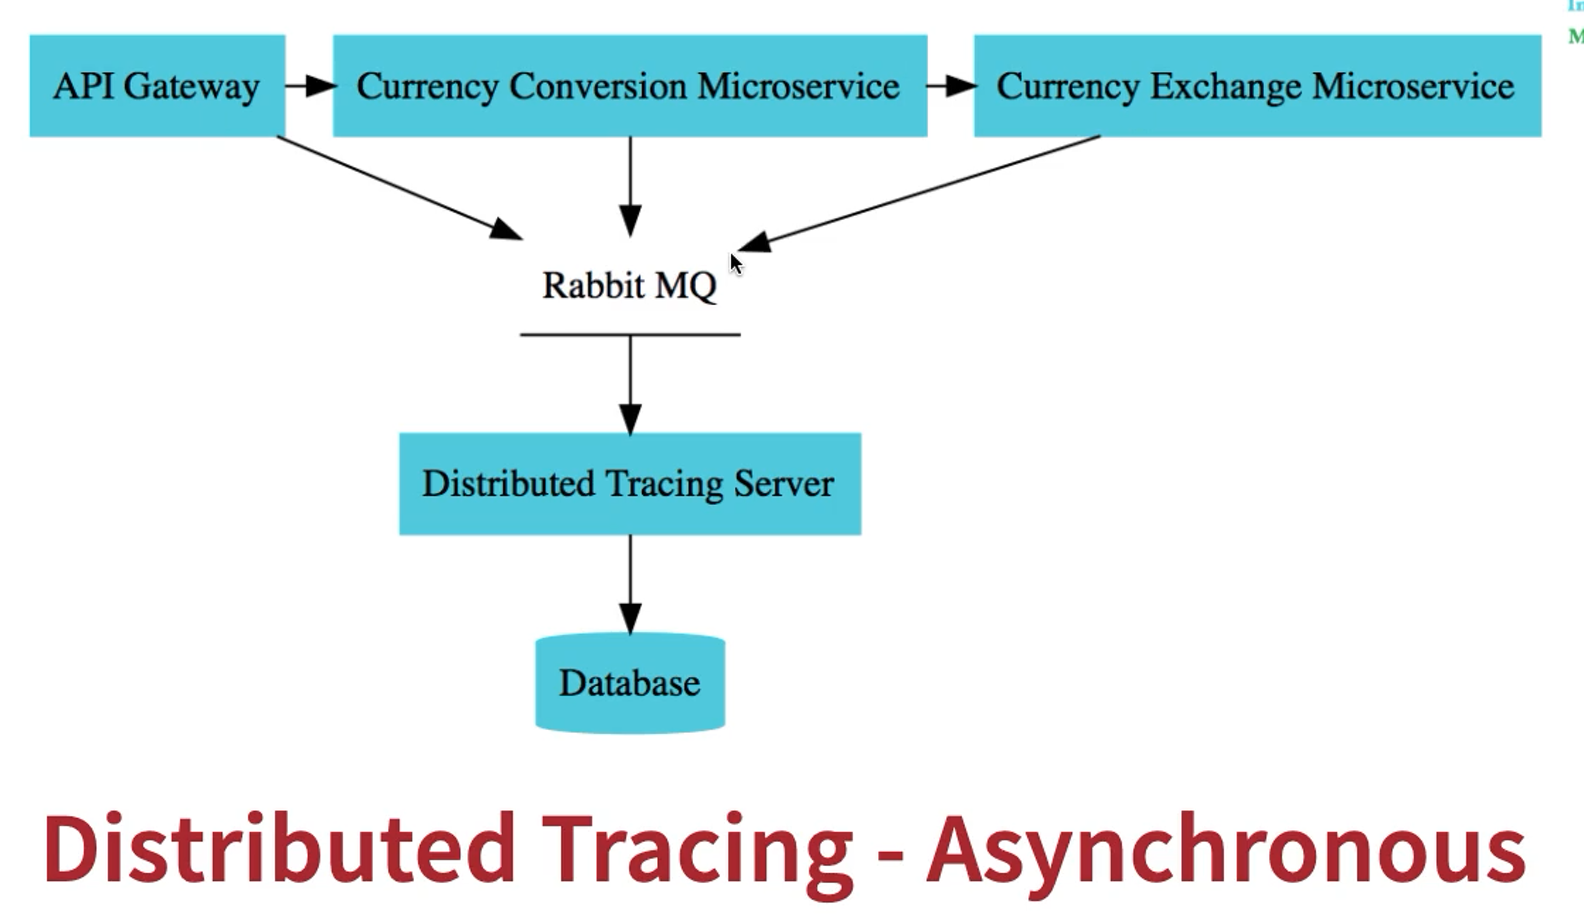 API Gateway
Currency Conversion Microservice
Currency Exchange Microservice
Rabbit MQ
Distributed Tracing Server
Database
Distributed Tracing - Asynchronous